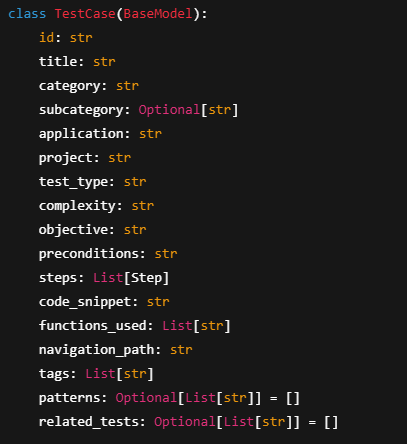 class TestCase(BaseModel):
    id: str
    title: str
    category: str
    subcategory: Optional[str]
    application: str
    project: str
    test_type: str
    complexity: str
    objective: str
    preconditions: str
    steps: List[Step]
    code_snippet: str
    functions_used: List[str]
    navigation_path: str
    tags: List[str]
    patterns: Optional[List[str]] = []
    related_tests: Optional[List[str]] = []